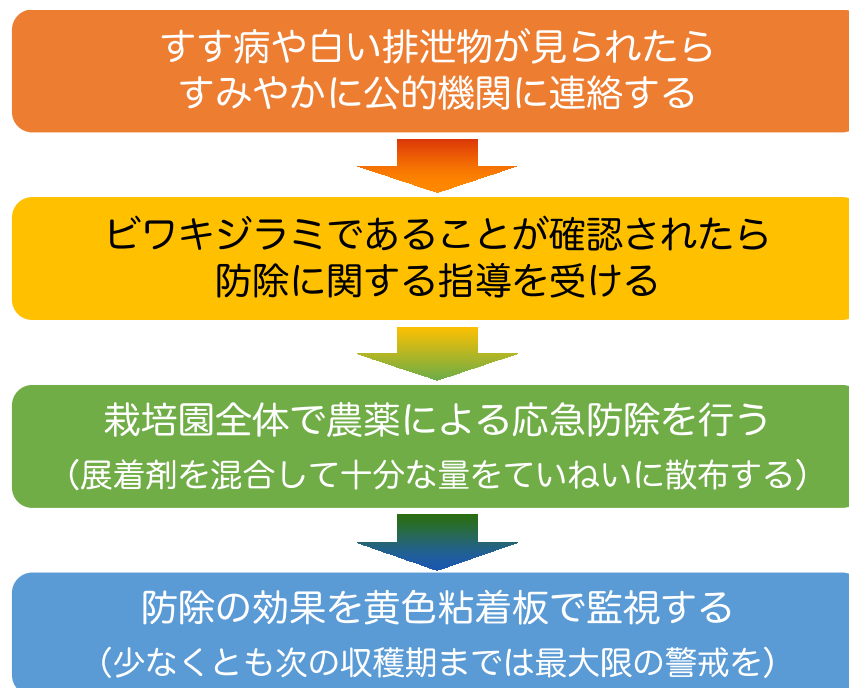 すす病や白い排泄物が見られたら
すみやかに公的機関に連絡する
ビワキジラミであることが確認されたら
防除に関する指導を受ける
栽培園全体で農薬による応急防除を行う
（展着剤を混合して十分な量をていねいに散布する）
防除の効果を黄色粘着板で監視する
（少なくとも次の収穫期までは最大限の警戒を）